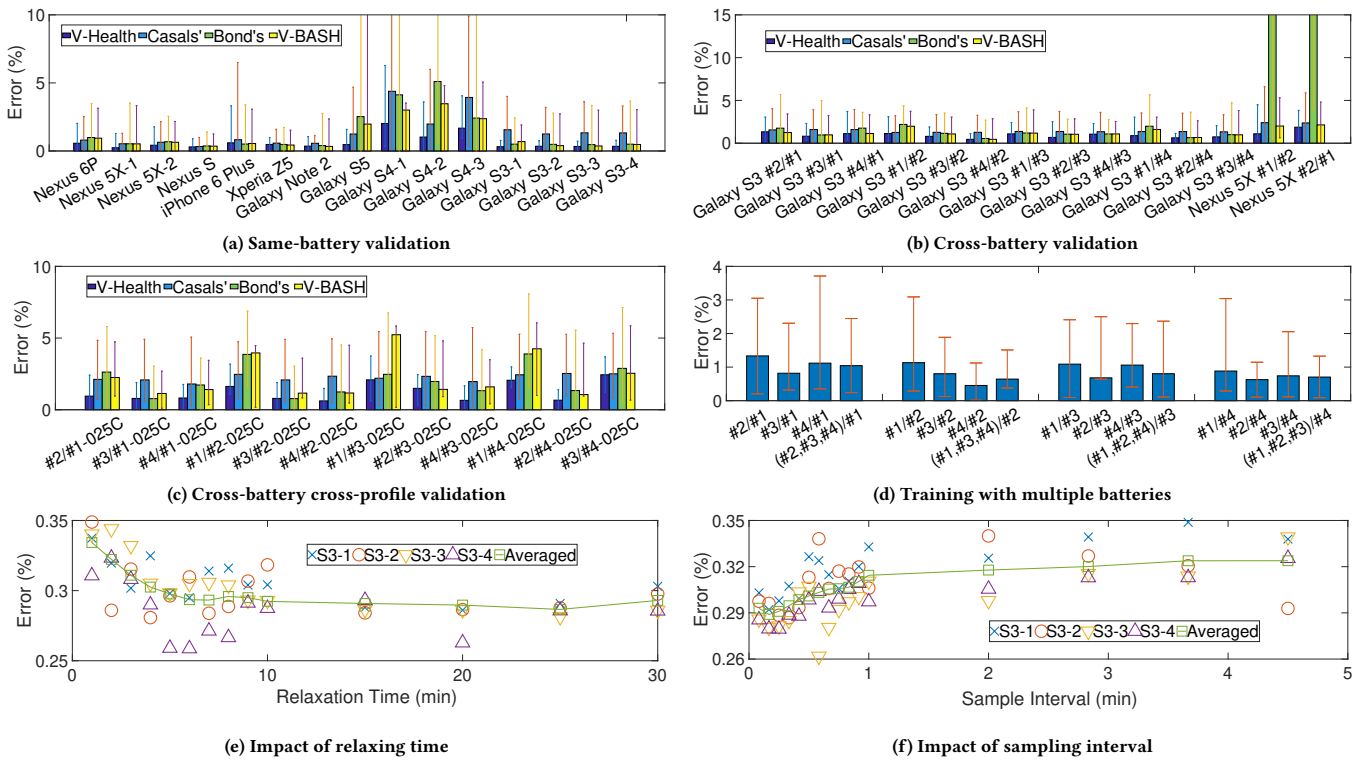 10
5
0
Error (%)
V-Health Casals' Bond's V-BASH
Nexus 6P
Nexus 5X-1
Nexus 5X-2
Nexus S
iPhone 6 Plus
Xperia Z5
Galaxy Note 2
Galaxy S5
Galaxy S4-1
Galaxy S4-2
Galaxy S4-3
Galaxy S3-1
Galaxy S3-2
Galaxy S3-3
Galaxy S3-4
(a) Same-battery validation
15
10
5
0
Error (%)
V-Health Casals' Bond's V-BASH
Galaxy S3 #2/#1
Galaxy S3 #3/#1
Galaxy S3 #4/#1
Galaxy S3 #1/#2
Galaxy S3 #3/#2
Galaxy S3 #4/#2
Galaxy S3 #1/#3
Galaxy S3 #2/#3
Galaxy S3 #4/#3
Galaxy S3 #1/#4
Galaxy S3 #2/#4
Galaxy S3 #3/#4
Nexus 5X #1/#2
Nexus 5X #2/#1
(b) Cross-battery validation
10
5
0
Error (%)
V-Health Casals' Bond's V-BASH
#2/#1-025C
#3/#1-025C
#4/#1-025C
#1/#2-025C
#3/#2-025C
#4/#2-025C
#1/#3-025C
#2/#3-025C
#4/#3-025C
#1/#4-025C
#2/#4-025C
#3/#4-025C
(c) Cross-battery cross-profile validation
4
3
2
1
0
Error (%)
#2/#1
#3/#1
#4/#1
(#2,#3,#4)/#1
#1/#2
#3/#2
#4/#2
(#1,#3,#4)/#2
#1/#3
#2/#3
#4/#3
(#1,#2,#4)/#3
#1/#4
#2/#4
#3/#4
(#1,#2,#3)/#4
(d) Training with multiple batteries
0.35
0.3
0.25
Error (%)
S3-1 S3-2 S3-3 S3-4 Averaged
0 10 20 30
Relaxation Time (min)
(e) Impact of relaxing time
0.35
0.32
0.29
0.26
Error (%)
S3-1 S3-2 S3-3 S3-4 Averaged
0 1 2 3 4 5
Sample Interval (min)
(f) Impact of sampling interval